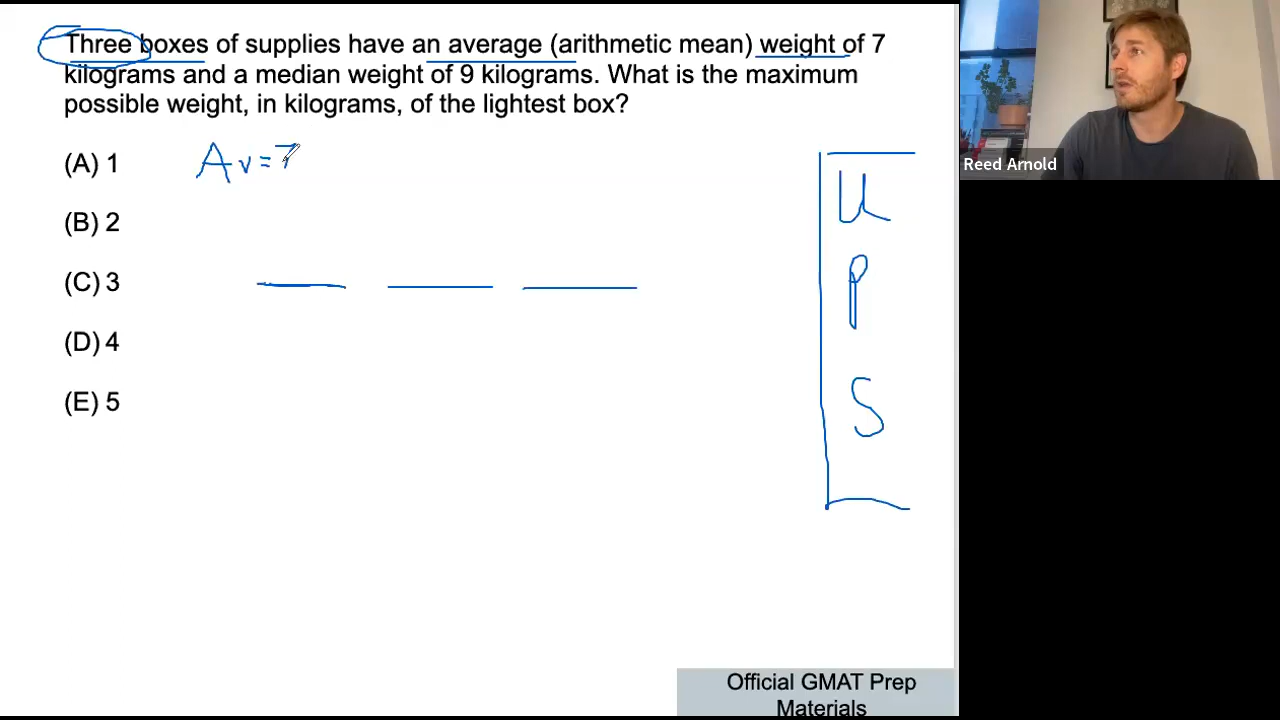 Three boxes of supplies have an average (arithmetic mean) weight of 7
kilograms and a median weight of 9 kilograms. What is the maximum
possible weight, in kilograms, of the lightest box?
(A) 1
Av=7
(B) 2
(C) 3
(D) 4
(E) 5
U
P
S
Reed Arnold
Official GMAT Prep
Materials